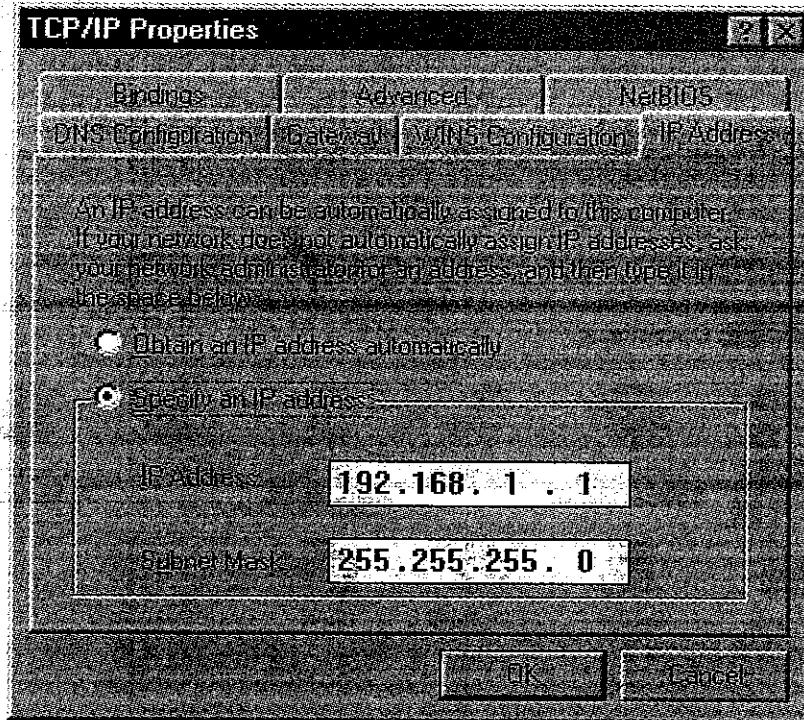 TCP/IP Properties
Bindings Advanced NetBIOS
DNS Configuration Gateway WINS Configuration IP Address
An IP address can be automatically assigned to this computer.
If your network does not automatically assign IP addresses, ask
your network administrator for an address, and then type it in
the space below.
Obtain an IP address automatically
Specify an IP address:
IP Address: 192.168. 1 . 1
Subnet Mask: 255.255.255. 0
OK Cancel